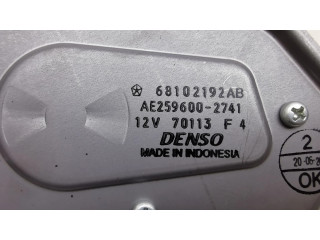 68102192AB
AE259600-2741
12V 70113 F 4
DENSO
MADE IN INDONESIA
2
OK